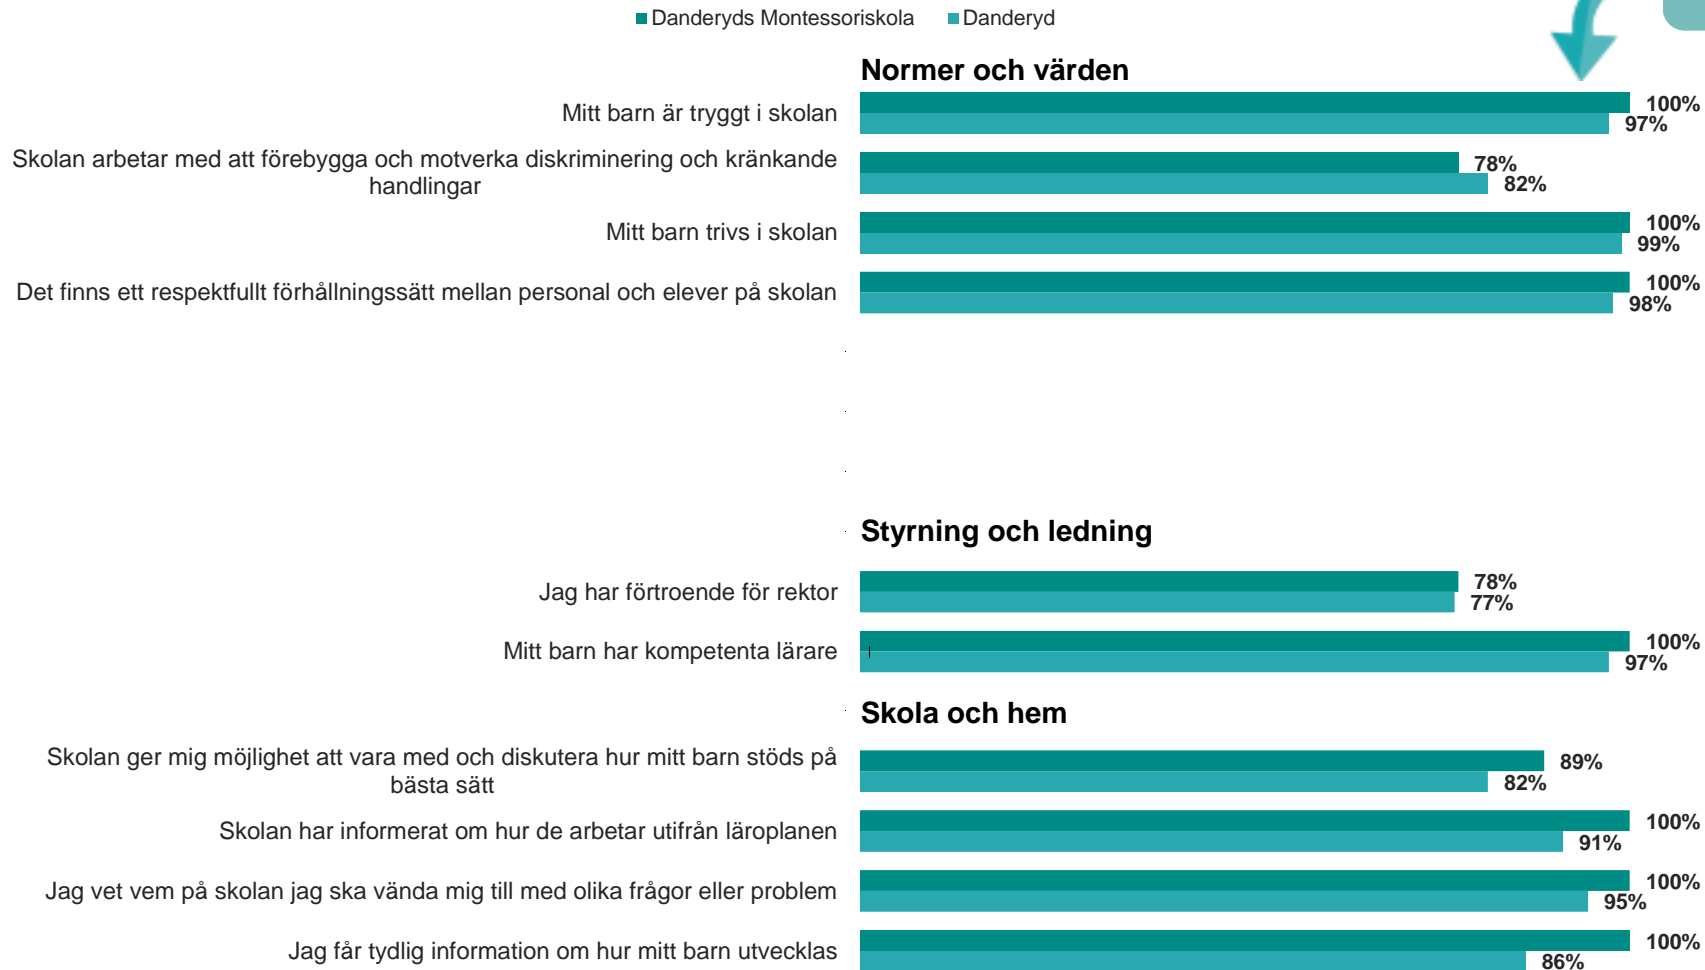 Danderyds Montessoriskola Danderyd
Normer och värden
Mitt barn är tryggt i skolan
100%
97%
Skolan arbetar med att förebygga och motverka diskriminering och kränkande
handlingar
78%
82%
Mitt barn trivs i skolan
100%
99%
Det finns ett respektfullt förhållningssätt mellan personal och elever på skolan
100%
98%
Styrning och ledning
Jag har förtroende för rektor
78%
77%
Mitt barn har kompetenta lärare
100%
97%
Skola och hem
Skolan ger mig möjlighet att vara med och diskutera hur mitt barn stöds på
bästa sätt
89%
82%
Skolan har informerat om hur de arbetar utifrån läroplanen
100%
91%
Jag vet vem på skolan jag ska vända mig till med olika frågor eller problem
100%
95%
Jag får tydlig information om hur mitt barn utvecklas
100%
86%